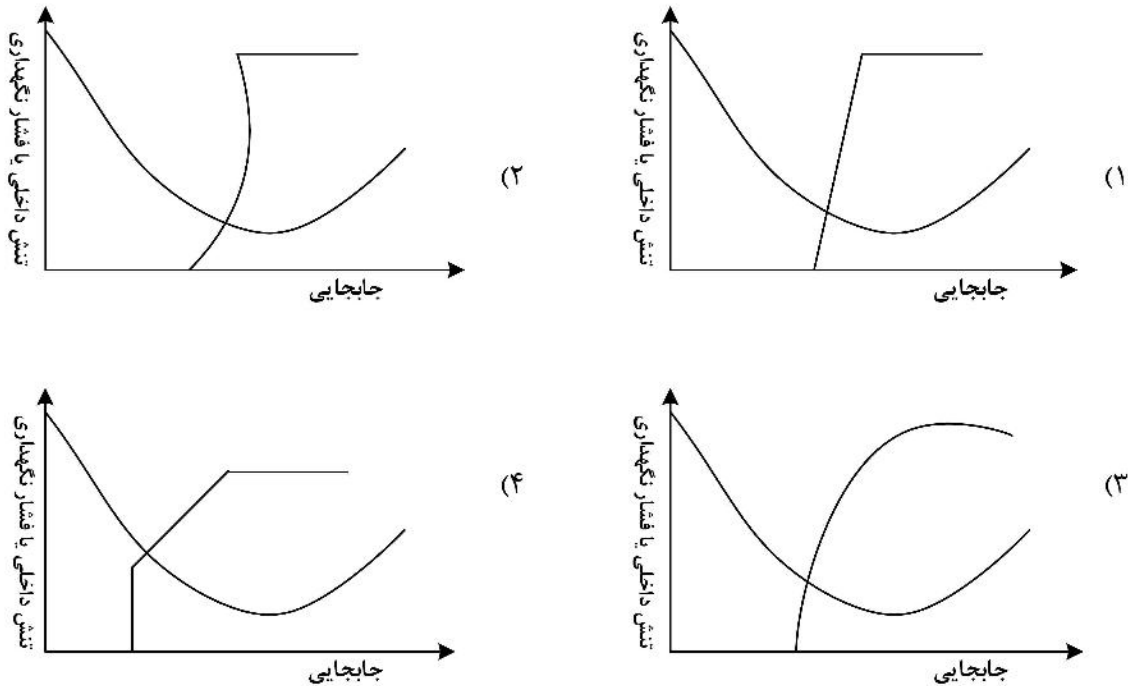 تنش داخلی یا فشار نگهداری
جابجایی
۱)
تنش داخلی یا فشار نگهداری
جابجایی
۲)
تنش داخلی یا فشار نگهداری
جابجایی
۳)
تنش داخلی یا فشار نگهداری
جابجایی
۴)